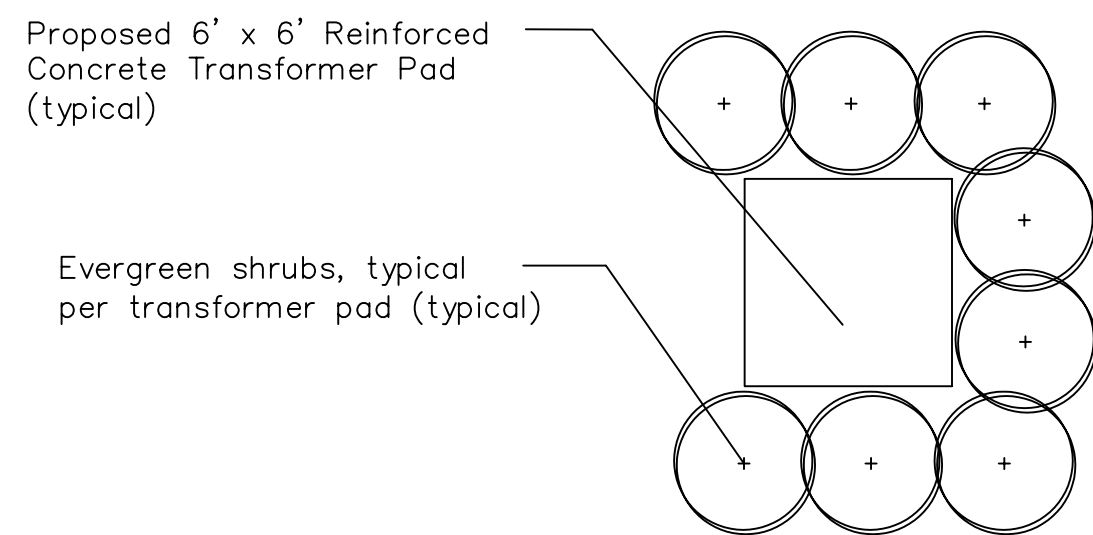 Proposed 6' x 6' Reinforced
Concrete Transformer Pad
(typical)
Evergreen shrubs, typical
per transformer pad (typical)